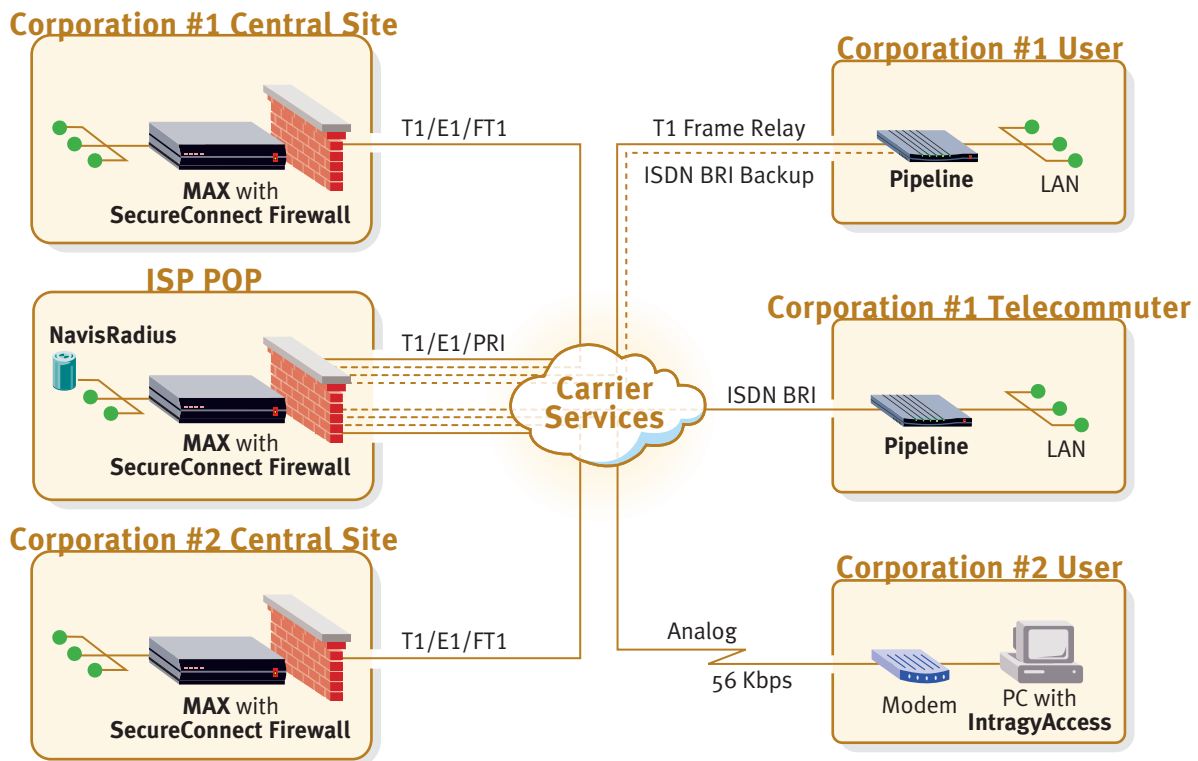 Corporation #1 Central Site
T1/E1/FT1
MAX with
SecureConnect Firewall
ISP POP
NavisRadius
T1/E1/PRI
MAX with
SecureConnect Firewall
Corporation #2 Central Site
T1/E1/FT1
MAX with
SecureConnect Firewall
Carrier
Services
Corporation #1 User
T1 Frame Relay
ISDN BRI Backup
Pipeline
LAN
Corporation #1 Telecommuter
ISDN BRI
Pipeline
LAN
Corporation #2 User
Analog
56 Kbps
Modem
PC with
IntragyAccess